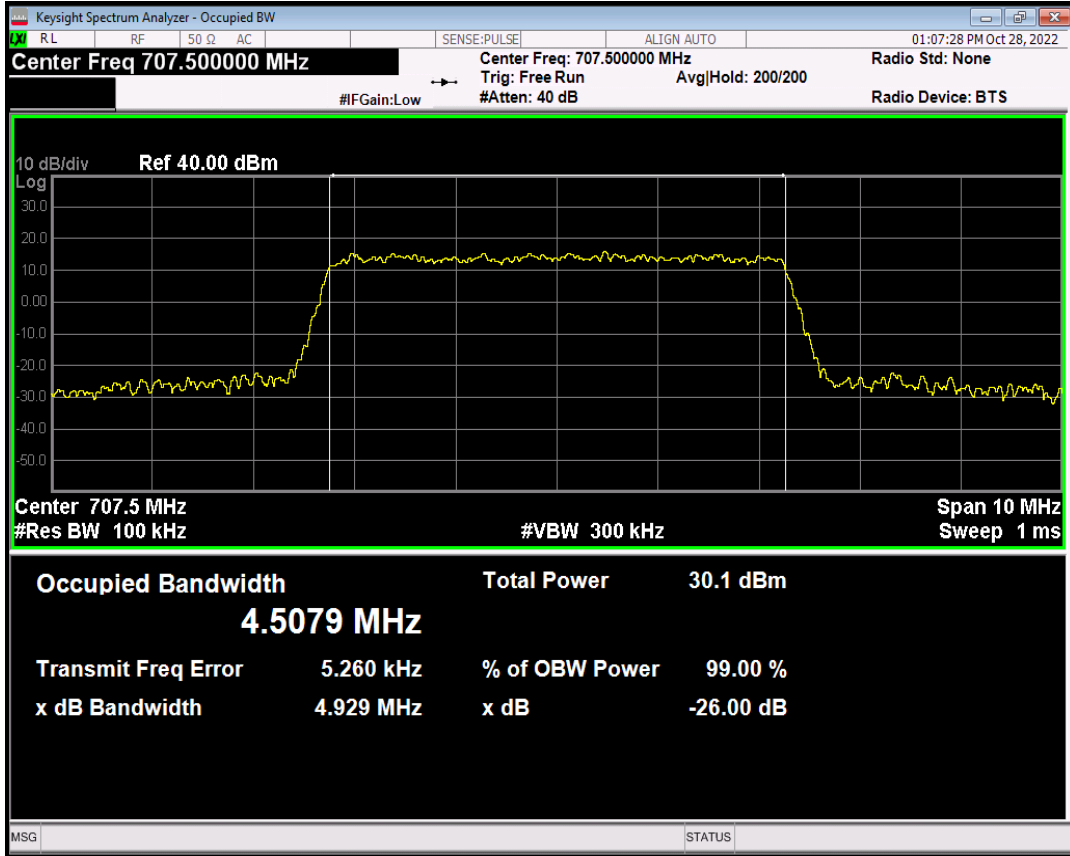 Keysight Spectrum Analyzer - Occupied BW
LXI RL RF 50 Ω AC SENSE:PULSE ALIGN AUTO 01:07:28 PM Oct 28, 2022
Center Freq 707.500000 MHz Center Freq: 707.500000 MHz Radio Std: None
Trig: Free Run Avg|Hold: 200/200
#IFGain:Low #Atten: 40 dB Radio Device: BTS
10 dB/div Ref 40.00 dBm
Log
30.0
20.0
10.0
0.00
-10.0
-20.0
-30.0
-40.0
-50.0
Center 707.5 MHz Span 10 MHz
#Res BW 100 kHz #VBW 300 kHz Sweep 1 ms
Occupied Bandwidth Total Power 30.1 dBm
4.5079 MHz
Transmit Freq Error 5.260 kHz % of OBW Power 99.00 %
x dB Bandwidth 4.929 MHz x dB -26.00 dB
MSG STATUS